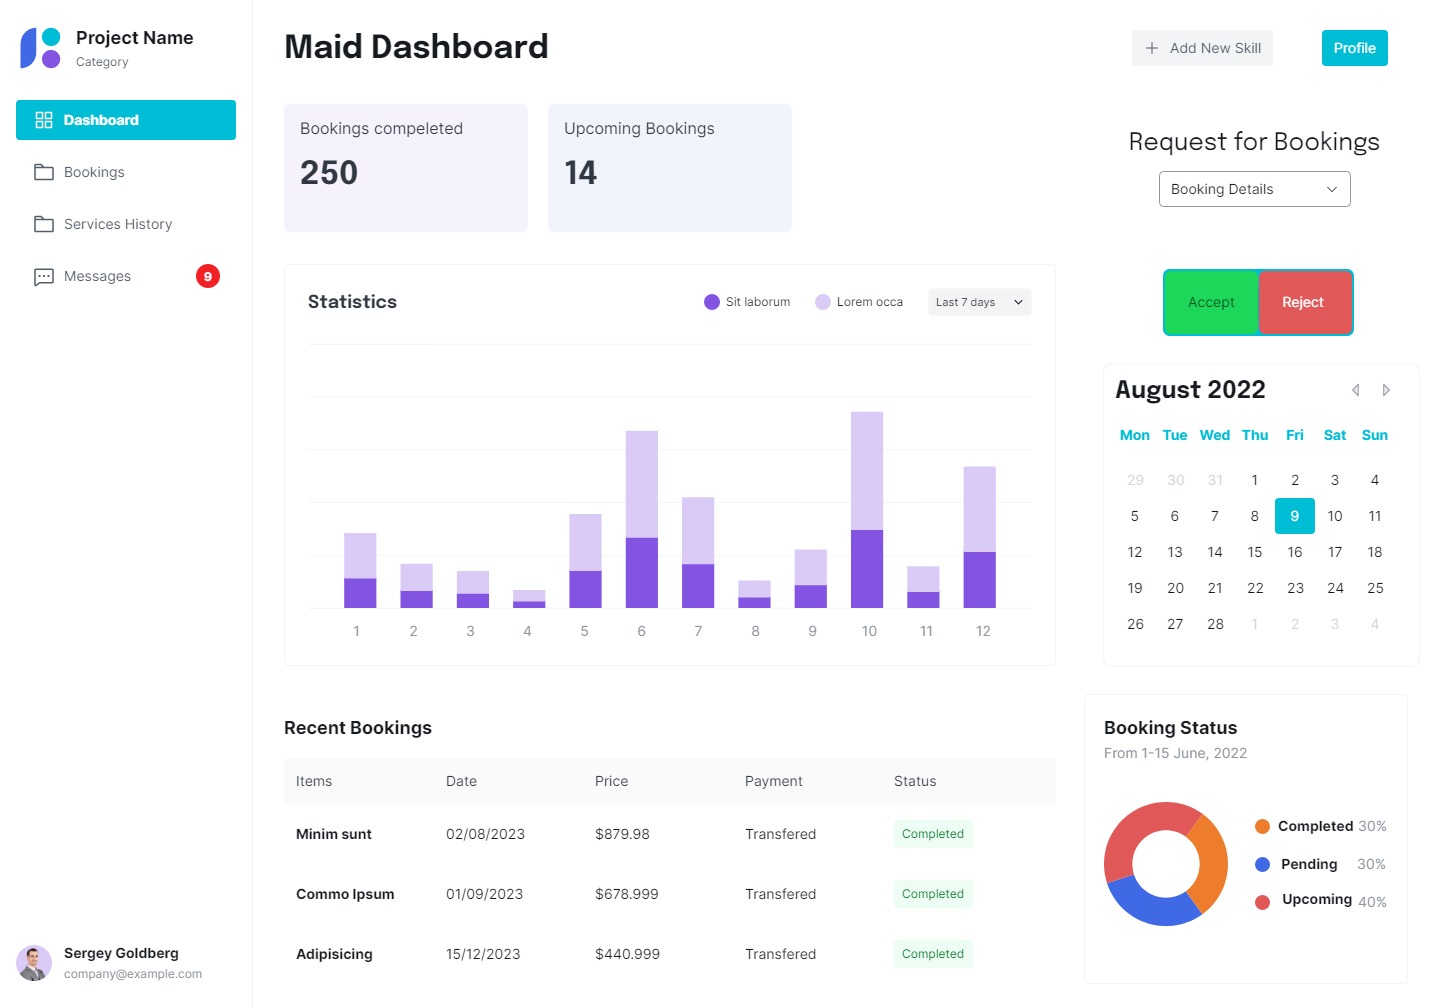 Project Name
Category
Dashboard
Bookings
Services History
Messages 9
Sergey Goldberg
company@example.com
Maid Dashboard
Add New Skill
Profile
Bookings compeleted
250
Upcoming Bookings
14
Request for Bookings
Booking Details
Accept Reject
Statistics
Sit laborum Lorem occa Last 7 days
1 2 3 4 5 6 7 8 9 10 11 12
August 2022
Mon Tue Wed Thu Fri Sat Sun
29 30 31 1 2 3 4
5 6 7 8 9 10 11
12 13 14 15 16 17 18
19 20 21 22 23 24 25
26 27 28 1 2 3 4
Recent Bookings
Items Date Price Payment Status
Minim sunt 02/08/2023 $879.98 Transfered Completed
Commo Ipsum 01/09/2023 $678.999 Transfered Completed
Adipisicing 15/12/2023 $440.999 Transfered Completed
Booking Status
From 1-15 June, 2022
Completed 30%
Pending 30%
Upcoming 40%